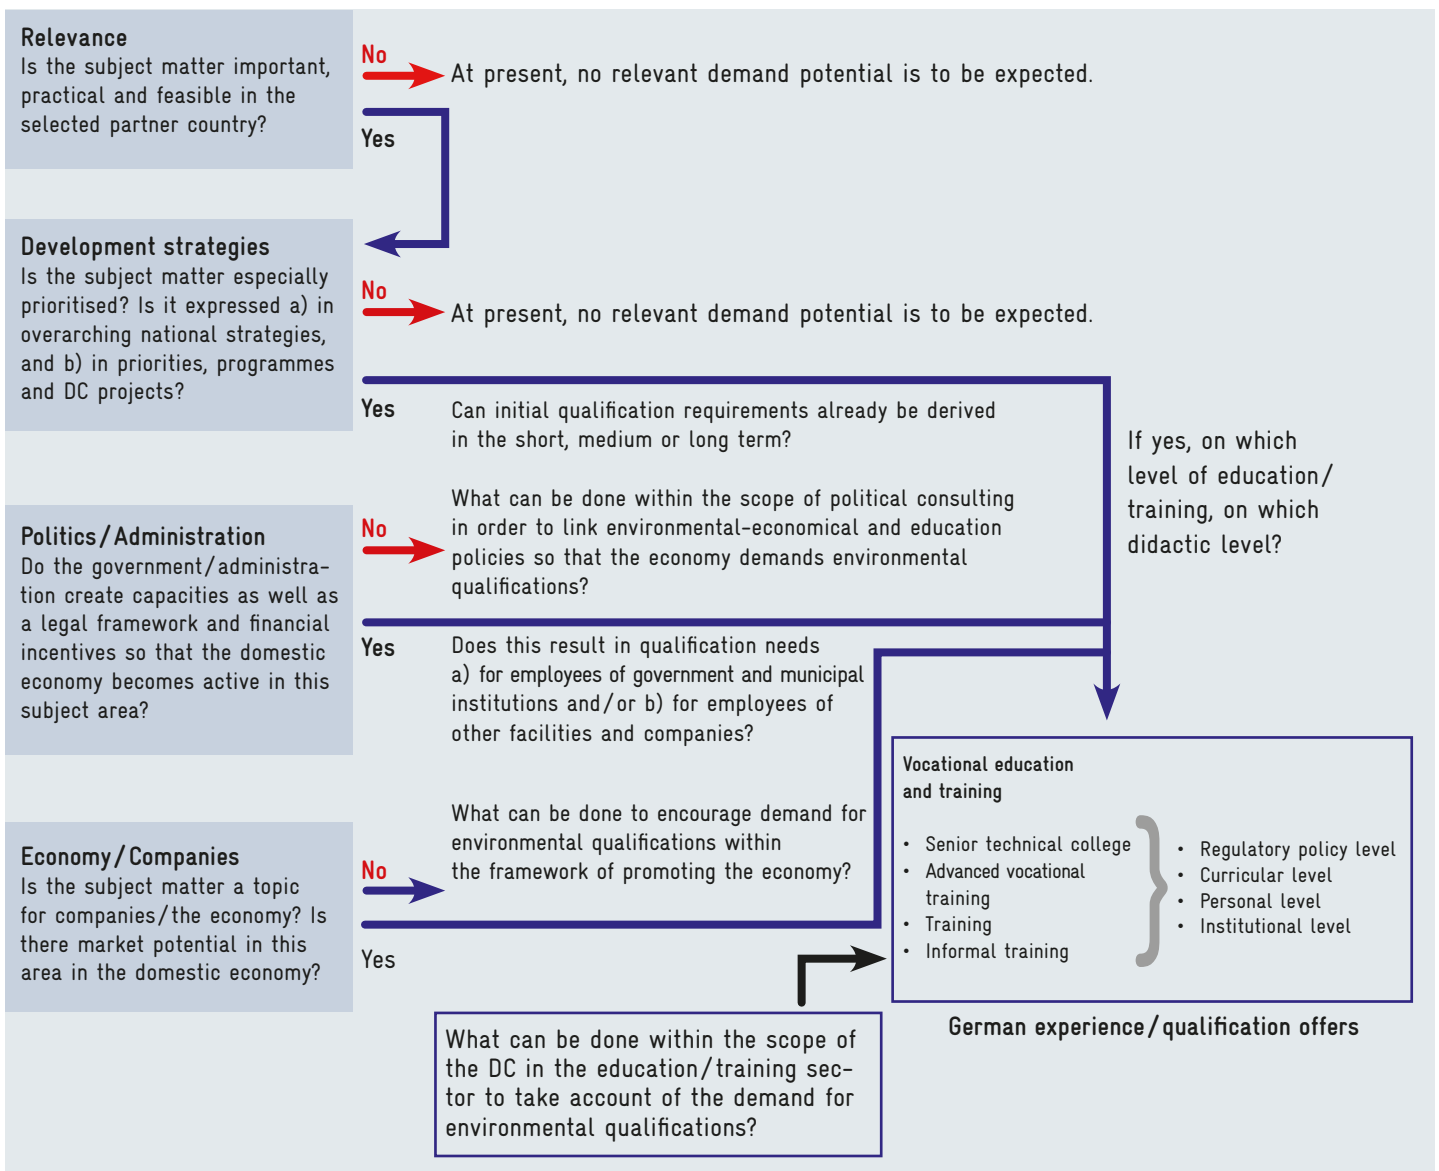 Relevance
Is the subject matter important,
practical and feasible in the
selected partner country?
No
At present, no relevant demand potential is to be expected.
Yes
Development strategies
Is the subject matter especially
prioritised? Is it expressed a) in
overarching national strategies,
and b) in priorities, programmes
and DC projects?
No
At present, no relevant demand potential is to be expected.
Yes
Can initial qualification requirements already be derived
in the short, medium or long term?
If yes, on which
level of education/
training, on which
didactic level?
Politics/Administration
Do the government/administra-
tion create capacities as well as
a legal framework and financial
incentives so that the domestic
economy becomes active in this
subject area?
No
What can be done within the scope of political consulting
in order to link environmental-economical and education
policies so that the economy demands environmental
qualifications?
Yes
Does this result in qualification needs
a) for employees of government and municipal
institutions and/or b) for employees of
other facilities and companies?
Economy/Companies
Is the subject matter a topic
for companies/the economy? Is
there market potential in this
area in the domestic economy?
No
What can be done to encourage demand for
environmental qualifications within
the framework of promoting the economy?
Yes
Vocational education
and training
• Senior technical college
• Advanced vocational
training
• Training
• Informal training
• Regulatory policy level
• Curricular level
• Personal level
• Institutional level
German experience/qualification offers
What can be done within the scope of
the DC in the education/training sec-
tor to take account of the demand for
environmental qualifications?